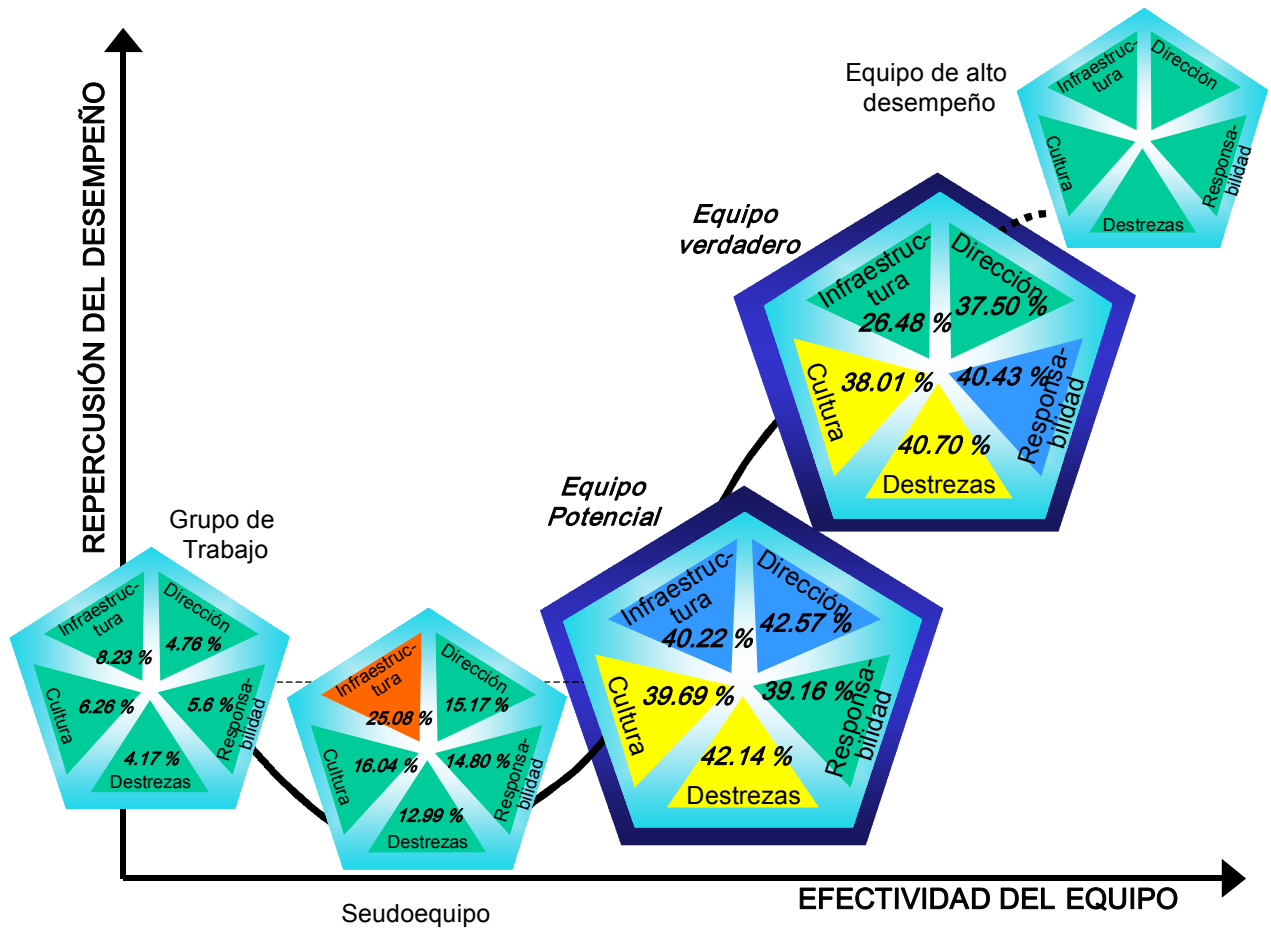 REPERCUSIÓN DEL DESEMPEÑO
Equipo de alto
desempeño
Infraestruc-
tura
Dirección
Cultura
Responsa-
bilidad
Destrezas
Equipo
verdadero
Infraestruc-
tura
26.48 %
Dirección
37.50 %
Cultura
38.01 %
40.43 %
Responsa-
bilidad
40.70 %
Destrezas
Equipo
Potencial
Infraestruc-
tura
40.22 %
Dirección
42.57 %
Cultura
39.69 %
39.16 %
Responsa-
bilidad
42.14 %
Destrezas
Grupo de
Trabajo
Infraestruc-
tura
8.23 %
Dirección
4.76 %
Cultura
6.26 %
5.6 %
Responsa-
bilidad
4.17 %
Destrezas
Infraestruc-
tura
25.08 %
Dirección
15.17 %
Cultura
16.04 %
14.80 %
Responsa-
bilidad
12.99 %
Destrezas
Seudoequipo
EFECTIVIDAD DEL EQUIPO